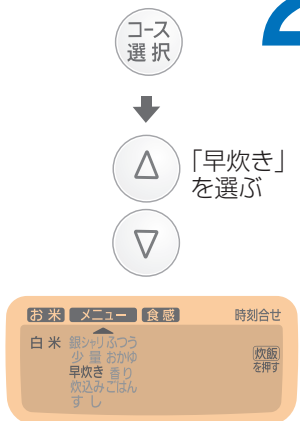 コース
選択
「早炊き」
を選ぶ
お米 メニュー 食感 時刻合せ
白米 銀シャリ ふつう
少量 おかゆ
早炊き 香り
炊込み ごはん
すし
炊飯
を押す